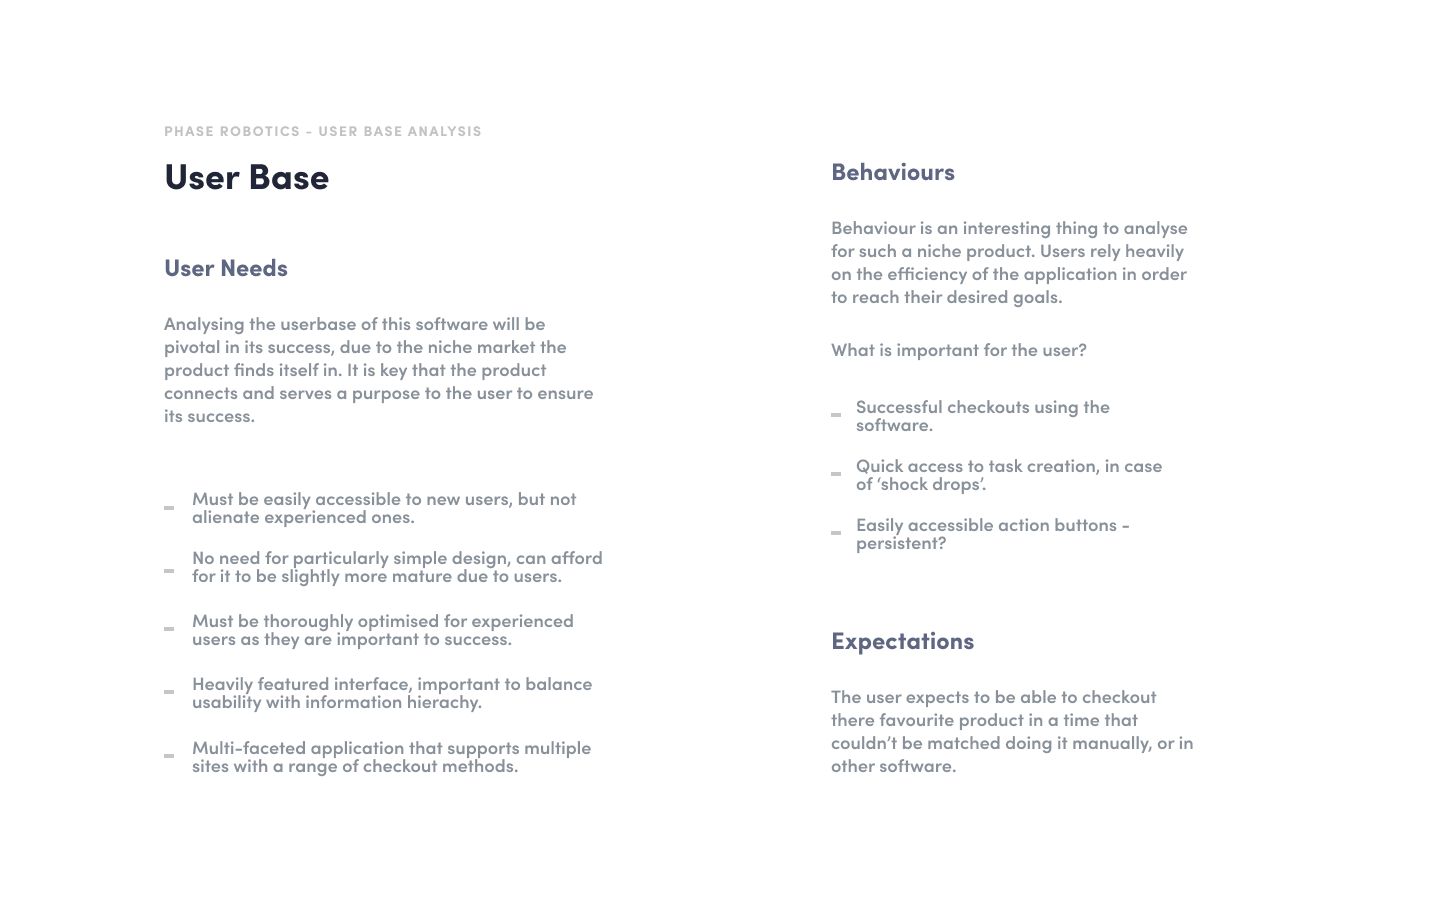 PHASE ROBOTICS - USER BASE ANALYSIS
User Base
User Needs
Analysing the userbase of this software will be
pivotal in its success, due to the niche market the
product finds itself in. It is key that the product
connects and serves a purpose to the user to ensure
its success.
Must be easily accessible to new users, but not
alienate experienced ones.
No need for particularly simple design, can afford
for it to be slightly more mature due to users.
Must be thoroughly optimised for experienced
users as they are important to success.
Heavily featured interface, important to balance
usability with information hierachy.
Multi-faceted application that supports multiple
sites with a range of checkout methods.
Behaviours
Behaviour is an interesting thing to analyse
for such a niche product. Users rely heavily
on the efficiency of the application in order
to reach their desired goals.
What is important for the user?
Successful checkouts using the
software.
Quick access to task creation, in case
of ‘shock drops’.
Easily accessible action buttons -
persistent?
Expectations
The user expects to be able to checkout
there favourite product in a time that
couldn’t be matched doing it manually, or in
other software.